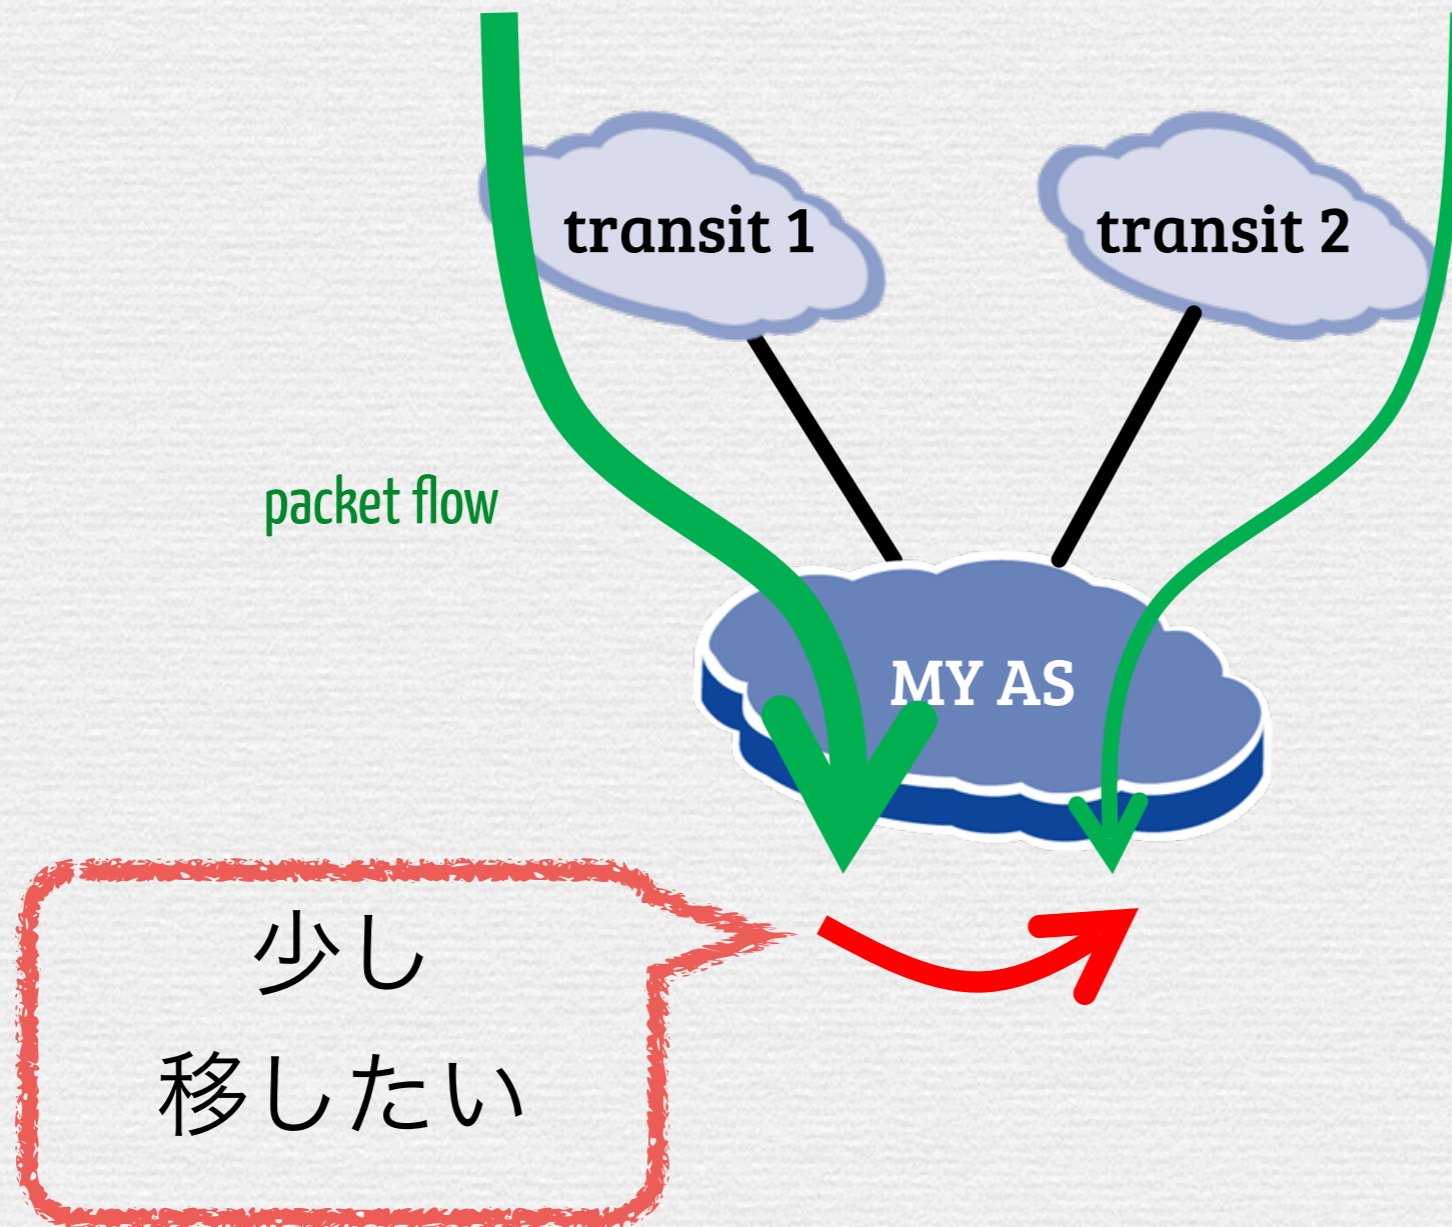 transit 1
transit 2
packet flow
MY AS
少し
移したい